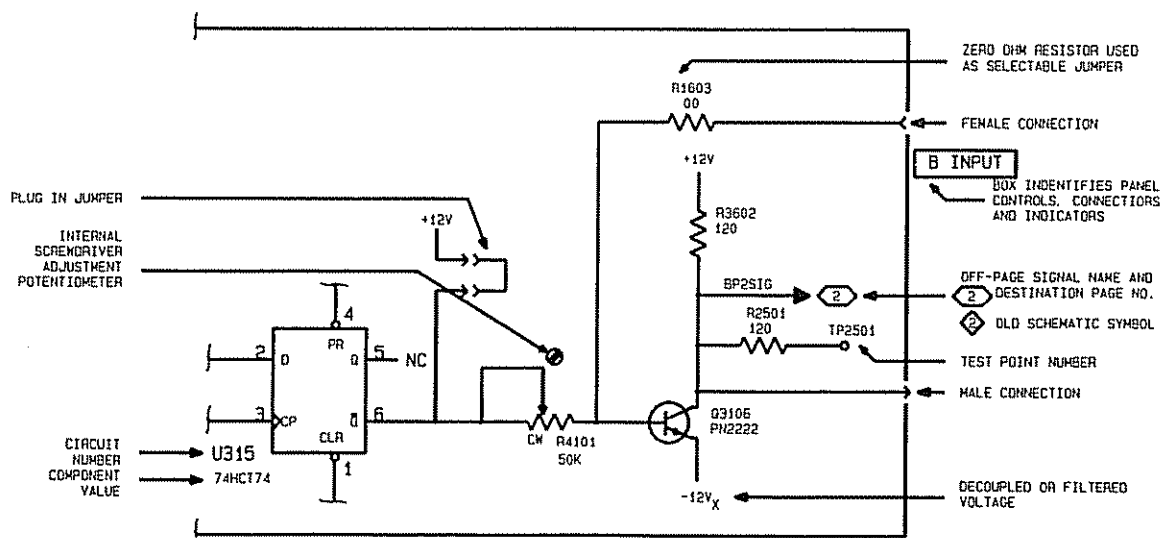 ZERO OHM RESISTOR USED
AS SELECTABLE JUMPER
R1603
00
FEMALE CONNECTION
+12V
B INPUT
BOX INDENTIFIES PANEL
CONTROLS, CONNECTIORS
AND INDICATORS
PLUG IN JUMPER
+12V
R3602
120
INTERNAL
SCREWDRIVER
ADJUSTMENT
POTENTIOMETER
BP2SIG
2
OFF-PAGE SIGNAL NAME AND
2 DESTINATION PAGE NO.
2 OLD SCHEMATIC SYMBOL
R2501
120
TP2501
TEST POINT NUMBER
4
PR
2 D Q 5 NC
MALE CONNECTION
3 CP Q 6
CLR
1
CW R4101
50K
Q3106
PN2222
CIRCUIT
NUMBER
U315
COMPONENT
VALUE
74HCT74
-12VX
DECOUPLED OR FILTERED
VOLTAGE